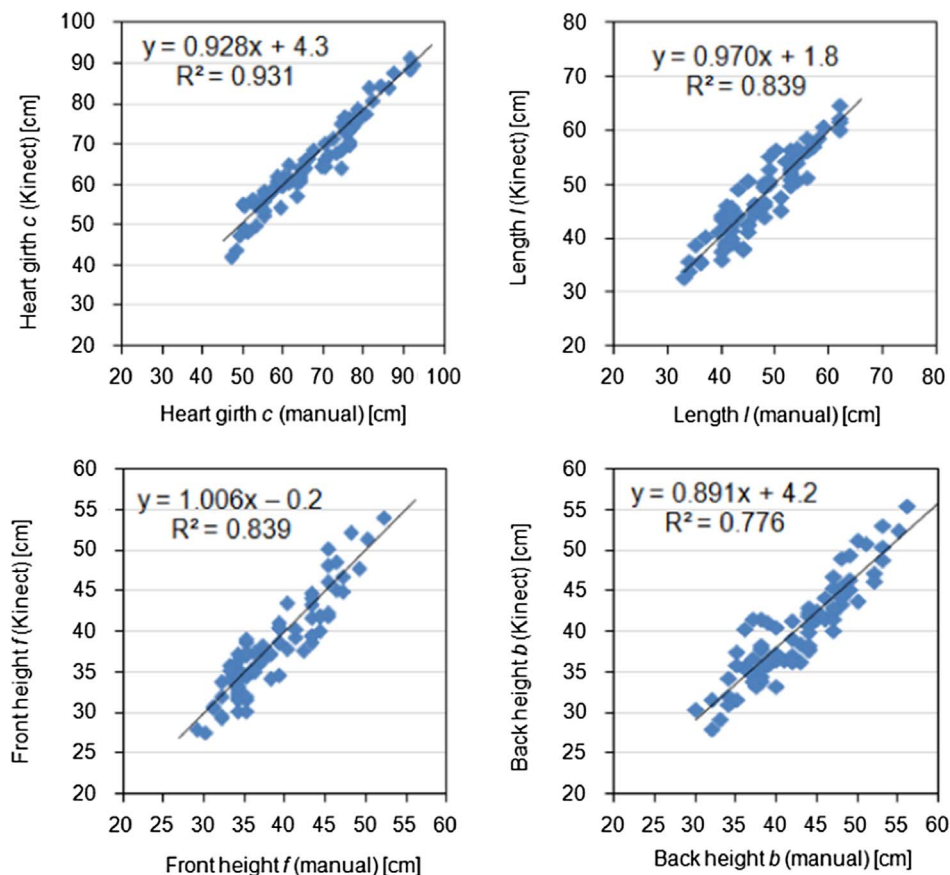 y = 0.928x + 4.3
R² = 0.931
Heart girth c (Kinect) [cm]
100
90
80
70
60
50
40
30
20
20 30 40 50 60 70 80 90 100
Heart girth c (manual) [cm]
y = 0.970x + 1.8
R² = 0.839
Length l (Kinect) [cm]
80
70
60
50
40
30
20
20 30 40 50 60 70 80
Length l (manual) [cm]
y = 1.006x – 0.2
R² = 0.839
Front height f (Kinect) [cm]
60
55
50
45
40
35
30
25
20
20 25 30 35 40 45 50 55 60
Front height f (manual) [cm]
y = 0.891x + 4.2
R² = 0.776
Back height b (Kinect) [cm]
60
55
50
45
40
35
30
25
20
20 25 30 35 40 45 50 55 60
Back height b (manual) [cm]